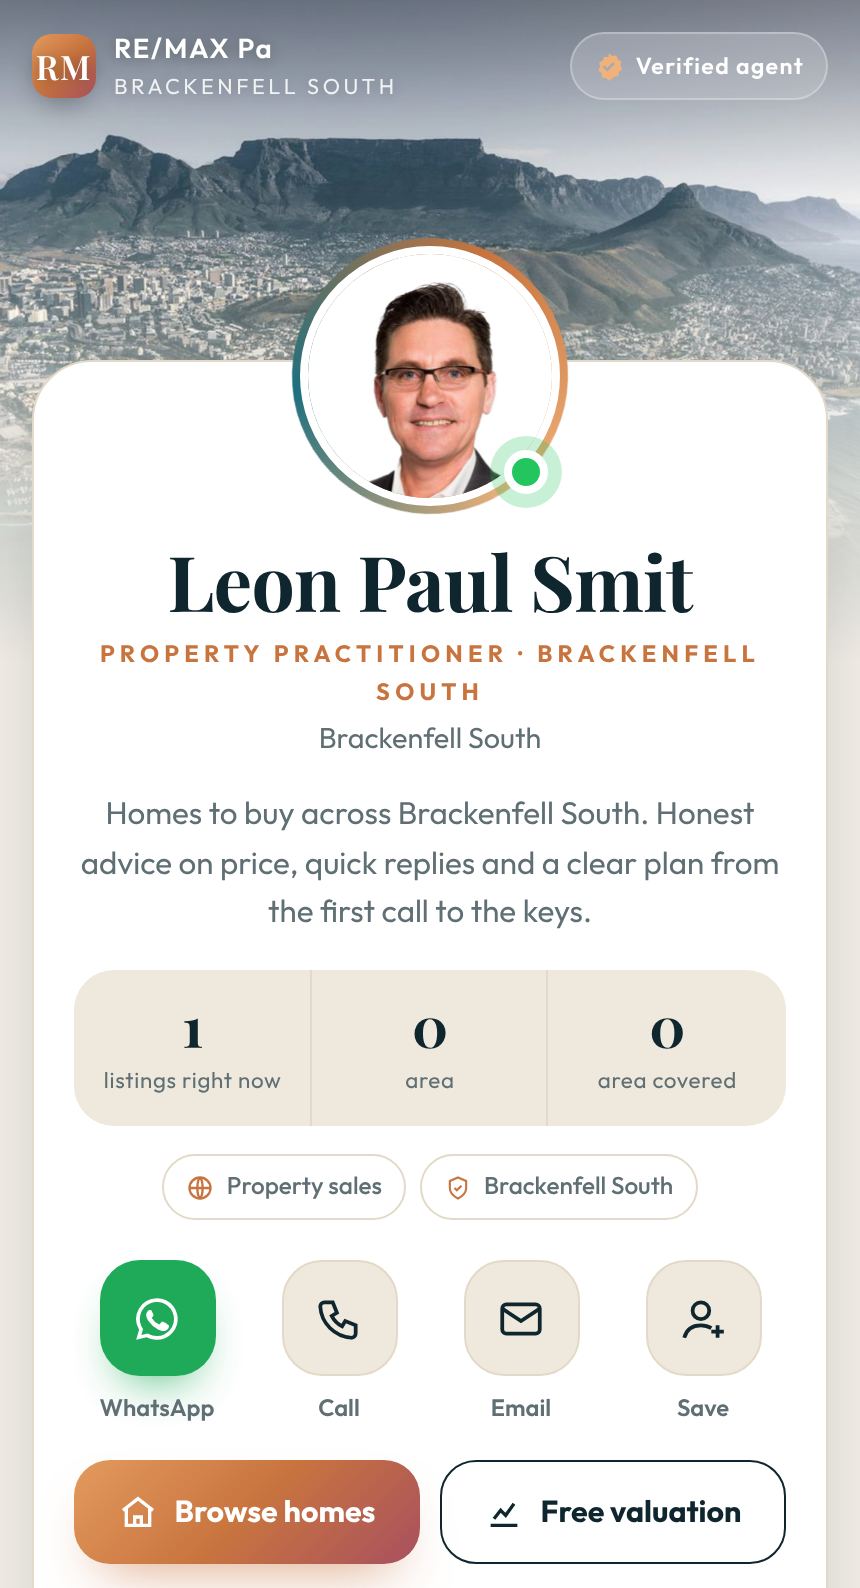 RM
RE/MAX Pa
BRACKENFELL SOUTH
Verified agent
Leon Paul Smit
PROPERTY PRACTITIONER · BRACKENFELL
SOUTH
Brackenfell South
Homes to buy across Brackenfell South. Honest
advice on price, quick replies and a clear plan from
the first call to the keys.
1
listings right now
0
area
0
area covered
Property sales
Brackenfell South
WhatsApp
Call
Email
Save
Browse homes
Free valuation